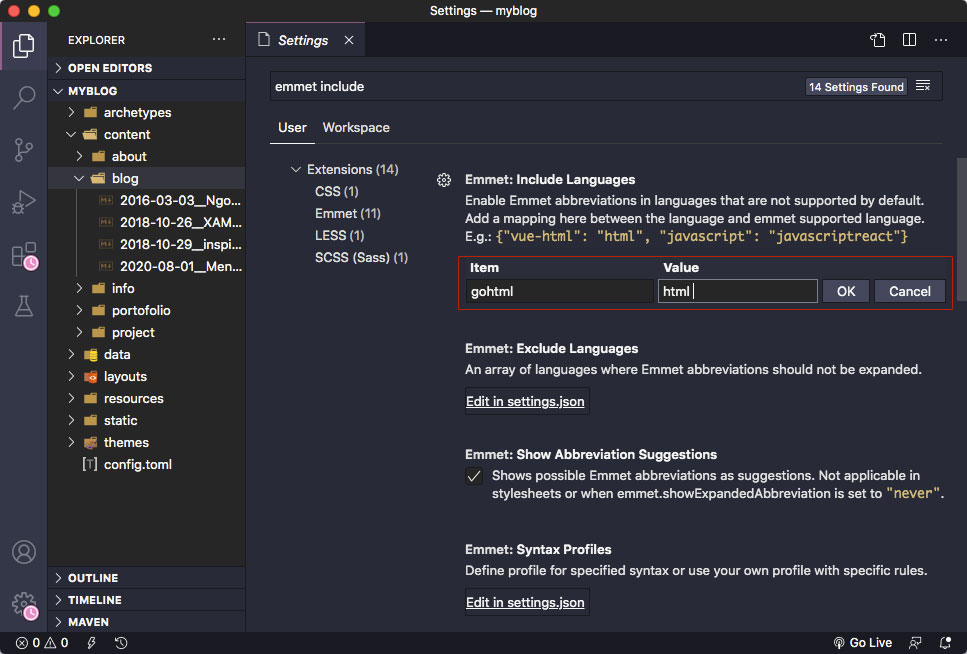 Settings — myblog
EXPLORER
OPEN EDITORS
MYBLOG
archetypes
content
about
blog
2016-03-03__Ngo...
2018-10-26__XAM...
2018-10-29__inspi...
2020-08-01__Men...
info
portofolio
project
data
layouts
resources
static
themes
[T] config.toml
OUTLINE
TIMELINE
MAVEN
Settings
emmet include
14 Settings Found
User Workspace
Extensions (14)
CSS (1)
Emmet (11)
LESS (1)
SCSS (Sass) (1)
Emmet: Include Languages
Enable Emmet abbreviations in languages that are not supported by default.
Add a mapping here between the language and emmet supported language.
E.g.: {"vue-html": "html", "javascript": "javascriptreact"}
Item Value
gohtml html OK Cancel
Emmet: Exclude Languages
An array of languages where Emmet abbreviations should not be expanded.
Edit in settings.json
Emmet: Show Abbreviation Suggestions
Shows possible Emmet abbreviations as suggestions. Not applicable in
stylesheets or when emmet.showExpandedAbbreviation is set to "never".
Emmet: Syntax Profiles
Define profile for specified syntax or use your own profile with specific rules.
Edit in settings.json
0 0 Go Live